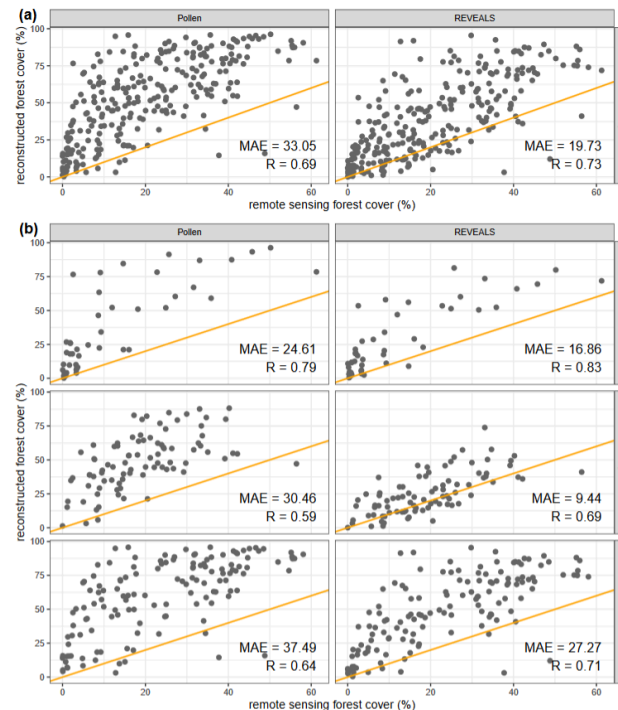 (a)
Pollen
REVEALS
reconstructed forest cover (%)
100
75
50
25
0
MAE = 33.05
R = 0.69
MAE = 19.73
R = 0.73
0 20 40 60
0 20 40 60
remote sensing forest cover (%)
(b)
Pollen
REVEALS
reconstructed forest cover (%)
100
75
50
25
0
MAE = 24.61
R = 0.79
MAE = 16.86
R = 0.83
100
75
50
25
0
MAE = 30.46
R = 0.59
MAE = 9.44
R = 0.69
100
75
50
25
0
MAE = 37.49
R = 0.64
MAE = 27.27
R = 0.71
0 20 40 60
0 20 40 60
remote sensing forest cover (%)